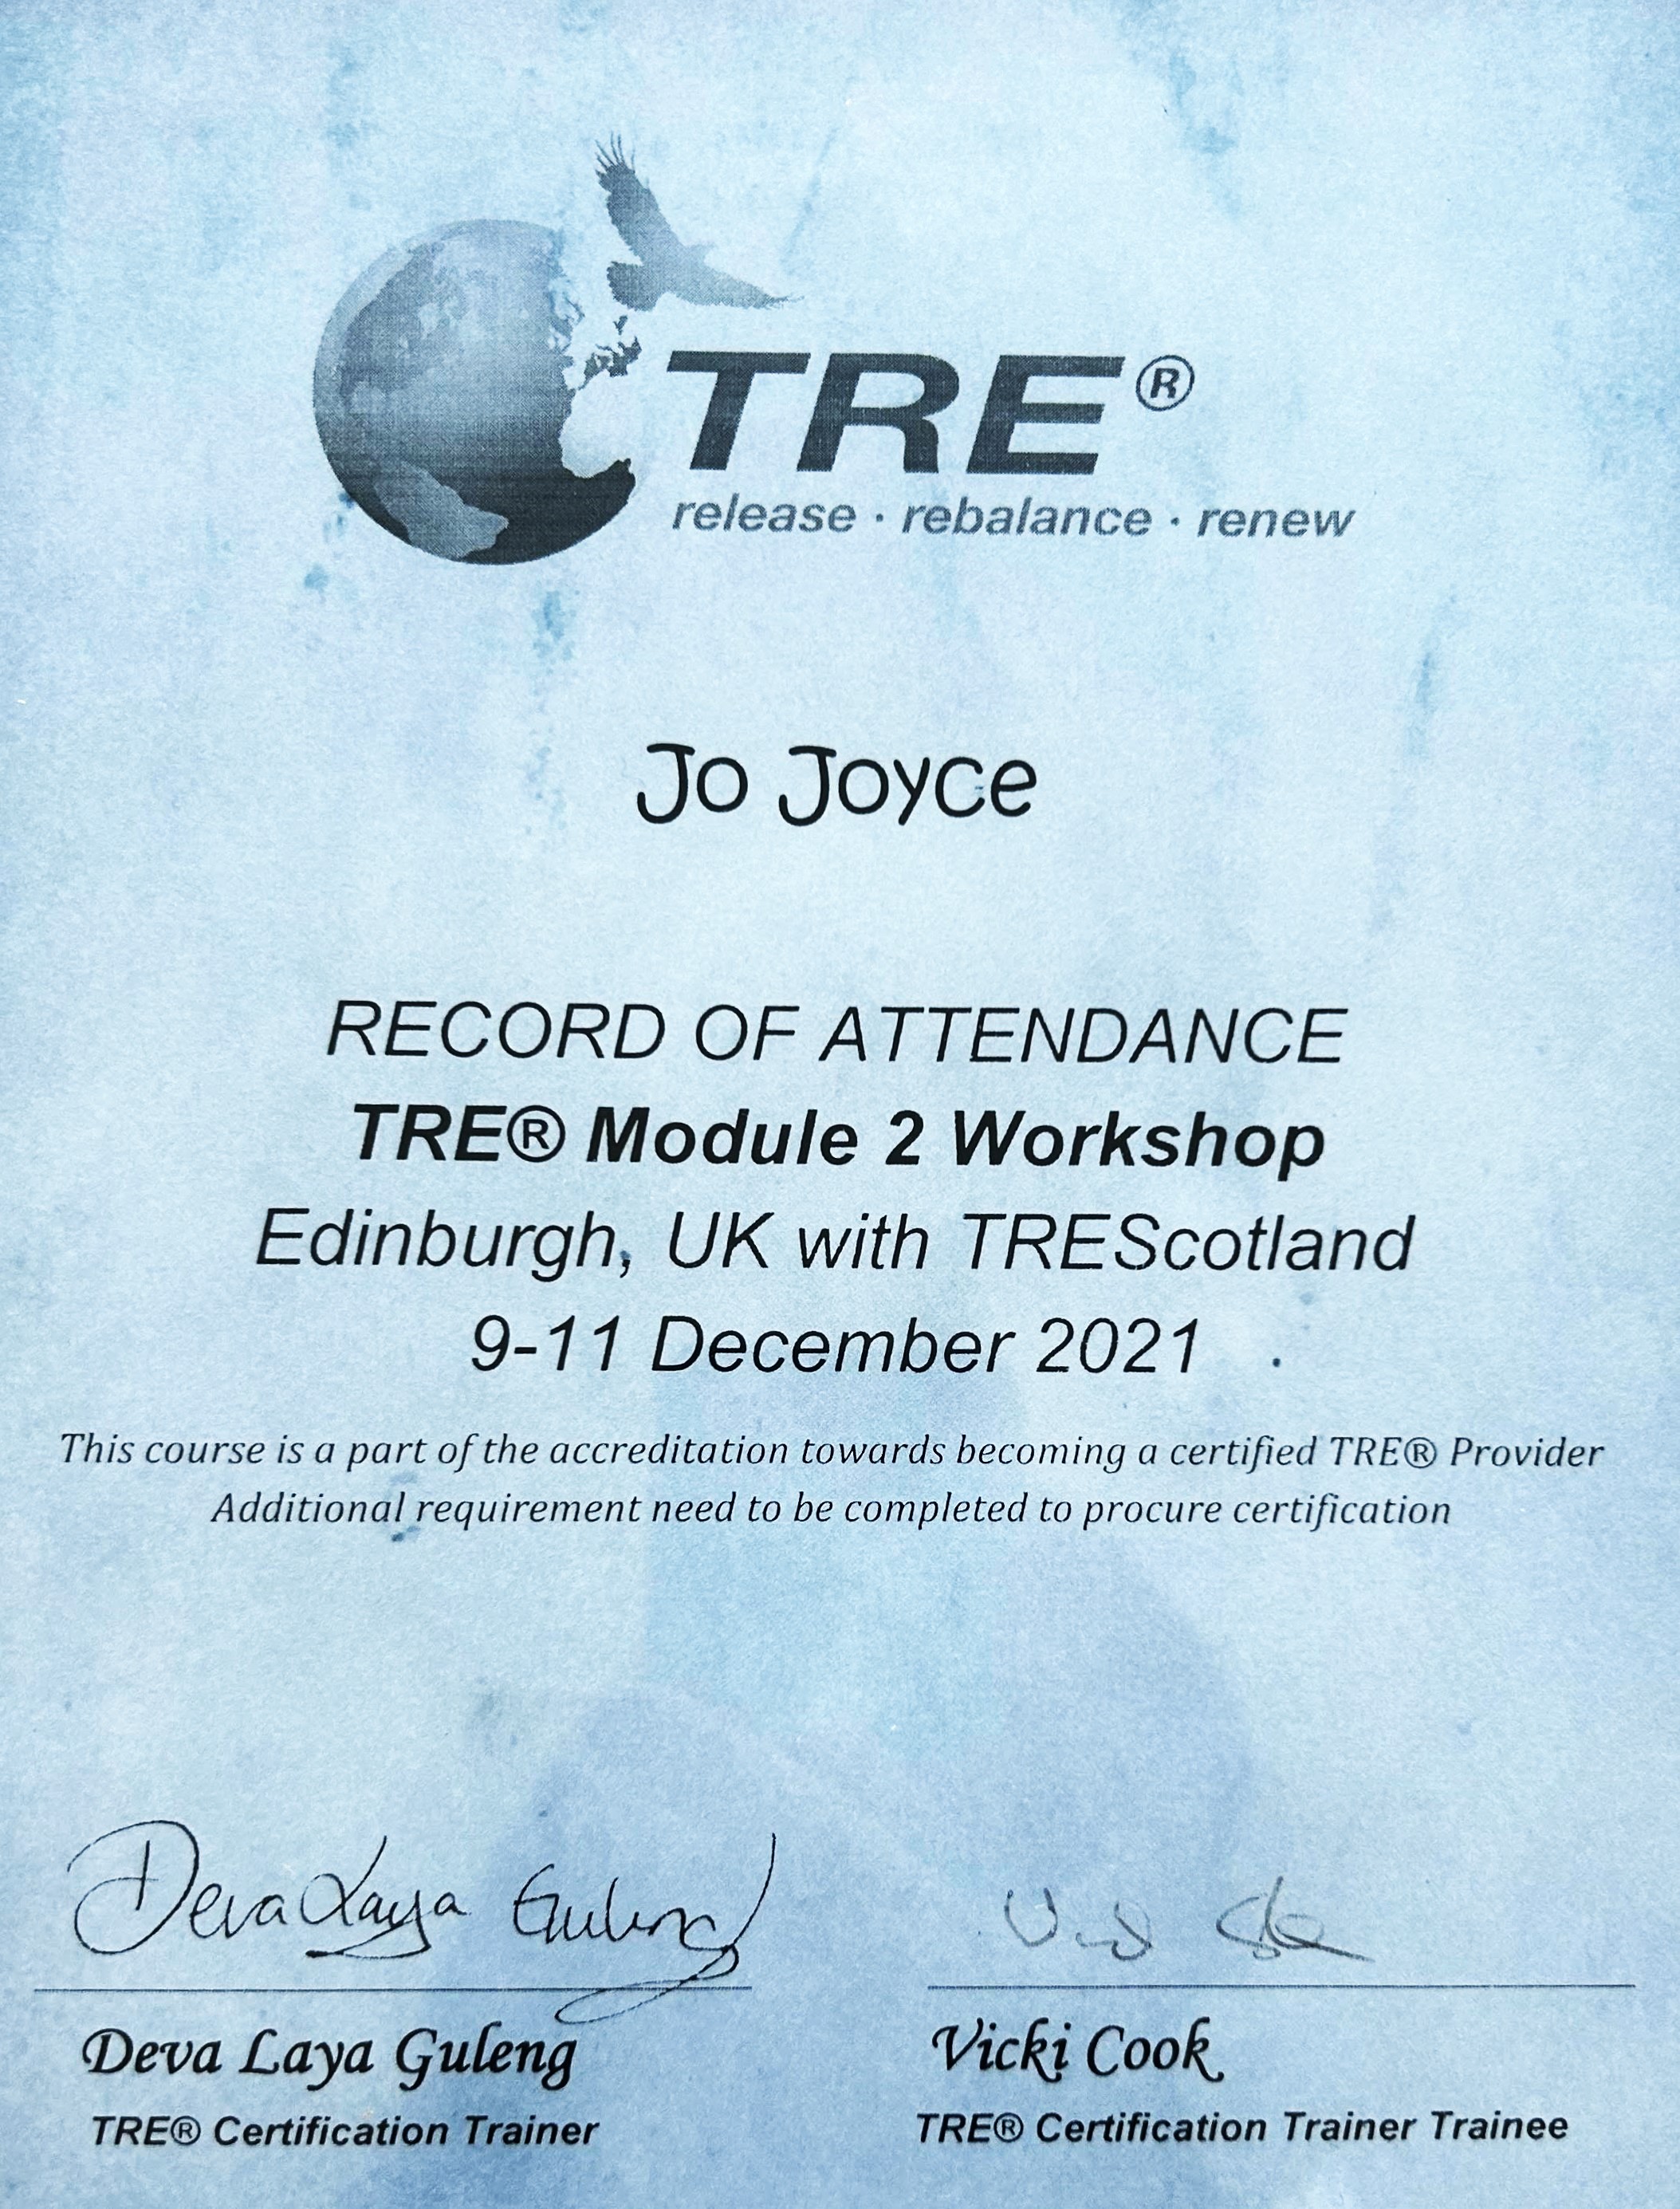 TRE®
release · rebalance · renew
Jo Joyce
RECORD OF ATTENDANCE
TRE® Module 2 Workshop
Edinburgh, UK with TREScotland
9-11 December 2021
This course is a part of the accreditation towards becoming a certified TRE® Provider
Additional requirement need to be completed to procure certification
Deva Laya Guleng
Deva Laya Guleng
Vicki Cook
TRE® Certification Trainer
TRE® Certification Trainer Trainee